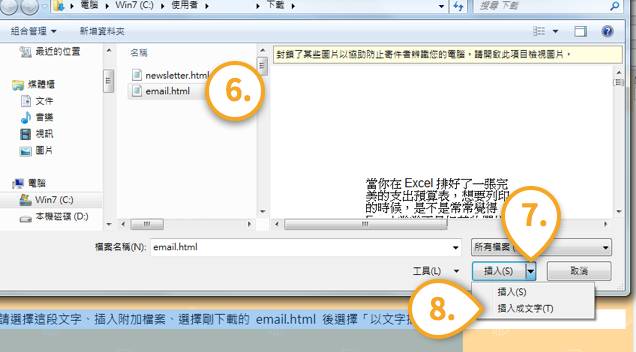 電腦 ▸ Win7 (C:) ▸ 使用者 ▸ ▸ 下載 ▸
搜尋 下載
組合管理 新增資料夾
最近的位置
名稱
封鎖了某些圖片以協助防止寄件者辨識您的電腦。請開啟此項目檢視圖片。
newsletter.html
6.
email.html
媒體櫃
文件
音樂
視訊
圖片
電腦
Win7 (C:)
本機磁碟 (D:)
當你在 Excel 排好了一張完
美的支出預算表，想要列印
的時候，是不是常常覺得
7.
檔案名稱(N): email.html
所有檔案
工具(L)
插入(S)
取消
插入(S)
8.
插入成文字(T)
請選擇這段文字、插入附加檔案、選擇剛下載的 email.html 後選擇「以文字